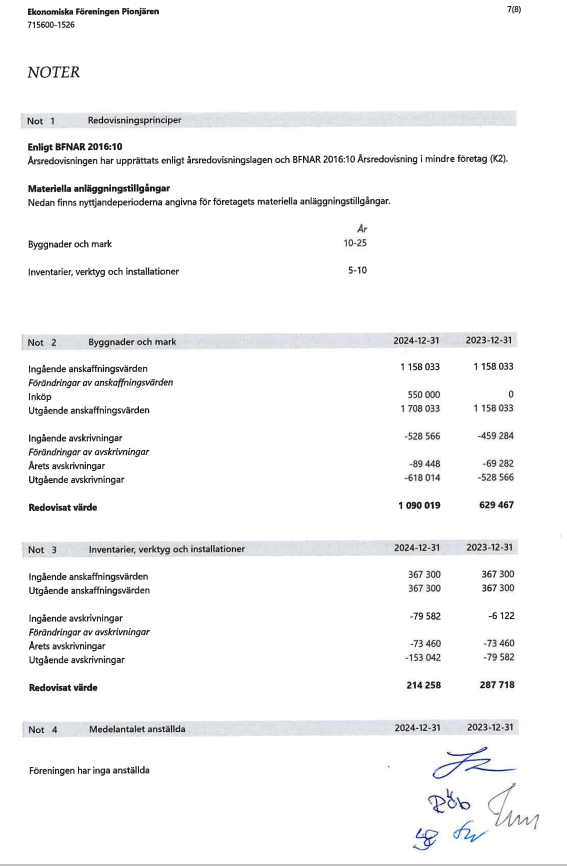 Ekonomiska Föreningen Pionjären 7(8)
715600-1526
NOTER
Not 1 Redovisningsprinciper
Enligt BFNAR 2016:10
Årsredovisningen har upprättats enligt årsredovisningslagen och BFNAR 2016:10 Årsredovisning i mindre företag (K2).
Materiella anläggningstillgångar
Nedan finns nyttjandeperioderna angivna för företagets materiella anläggningstillgångar.
År
Byggnader och mark 10-25
Inventarier, verktyg och installationer 5-10
Not 2 Byggnader och mark 2024-12-31 2023-12-31
Ingående anskaffningsvärden 1 158 033 1 158 033
Förändringar av anskaffningsvärden
Inköp 550 000 0
Utgående anskaffningsvärden 1 708 033 1 158 033
Ingående avskrivningar -528 566 -459 284
Förändringar av avskrivningar
Årets avskrivningar -89 448 -69 282
Utgående avskrivningar -618 014 -528 566
Redovisat värde 1 090 019 629 467
Not 3 Inventarier, verktyg och installationer 2024-12-31 2023-12-31
Ingående anskaffningsvärden 367 300 367 300
Utgående anskaffningsvärden 367 300 367 300
Ingående avskrivningar -79 582 -6 122
Förändringar av avskrivningar
Årets avskrivningar -73 460 -73 460
Utgående avskrivningar -153 042 -79 582
Redovisat värde 214 258 287 718
Not 4 Medelantalet anställda 2024-12-31 2023-12-31
Föreningen har inga anställda